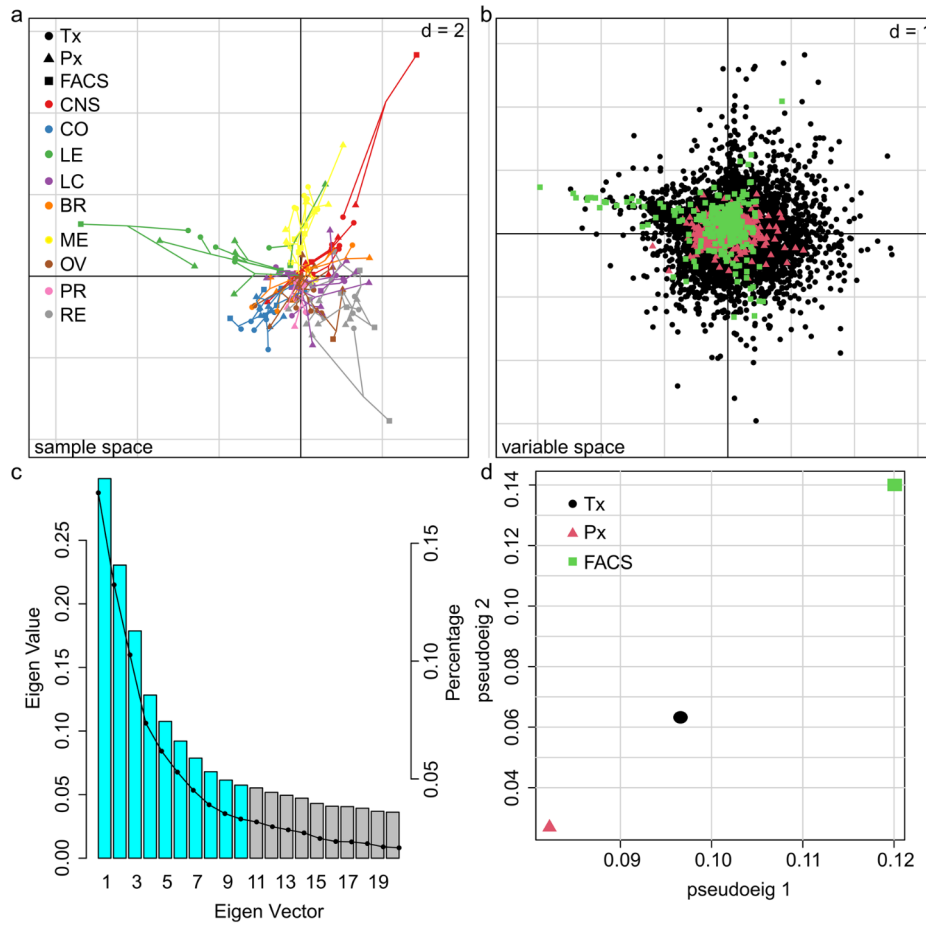 a
d = 2
Tx
Px
FACS
CNS
CO
LE
LC
BR
ME
OV
PR
RE
sample space
b
d = 1
variable space
c
Eigen Value
0.00
0.05
0.10
0.15
0.20
0.25
Percentage
0.05
0.10
0.15
1 3 5 7 9 11 13 15 17 19
Eigen Vector
d
pseudoeig 2
0.14
0.12
0.10
0.08
0.06
0.04
Tx
Px
FACS
0.09 0.10 0.11 0.12
pseudoeig 1